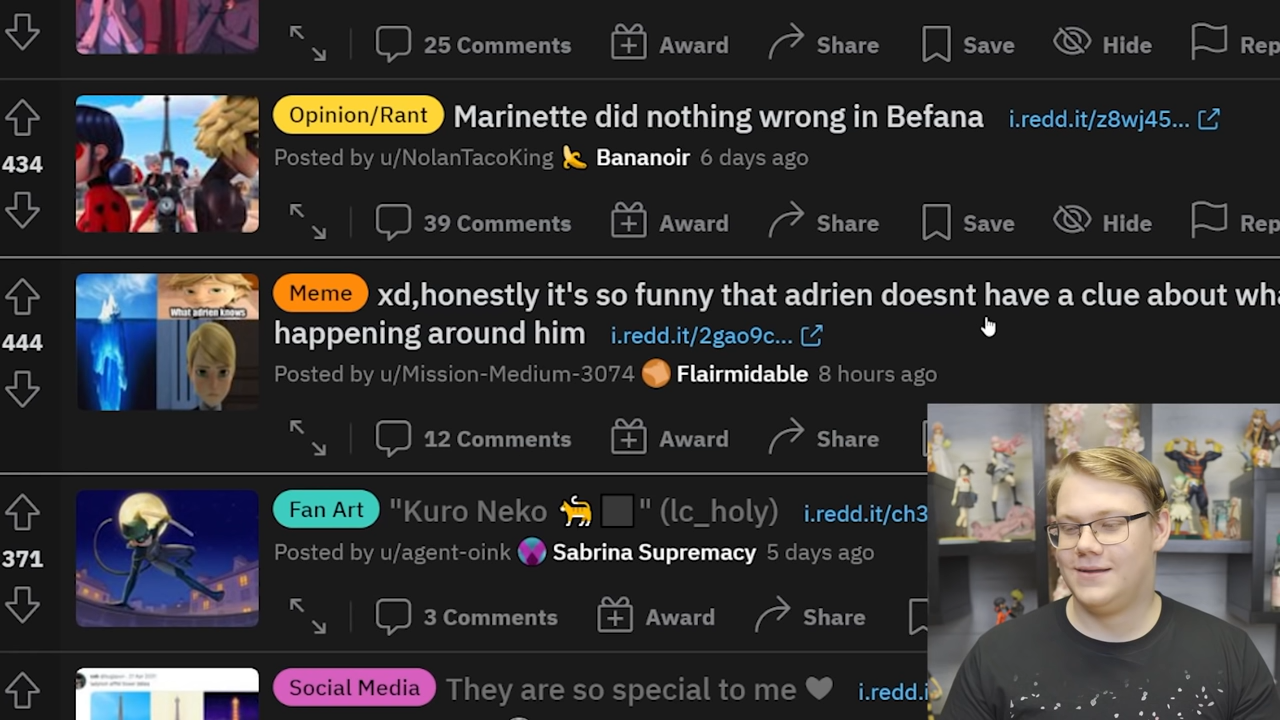 25 Comments Award Share Save Hide Rep
Opinion/Rant Marinette did nothing wrong in Befana i.redd.it/z8wj45...
434
Posted by u/NolanTacoKing Bananoir 6 days ago
39 Comments Award Share Save Hide Rep
Meme xd,honestly it's so funny that adrien doesnt have a clue about wha
What adrien knows
444
happening around him i.redd.it/2gao9c...
Posted by u/Mission-Medium-3074 Flairmidable 8 hours ago
12 Comments Award Share
Fan Art "Kuro Neko 🐈⬛" (lc_holy) i.redd.it/ch3
371
Posted by u/agent-oink Sabrina Supremacy 5 days ago
3 Comments Award Share
Social Media They are so special to me ♥ i.redd.i